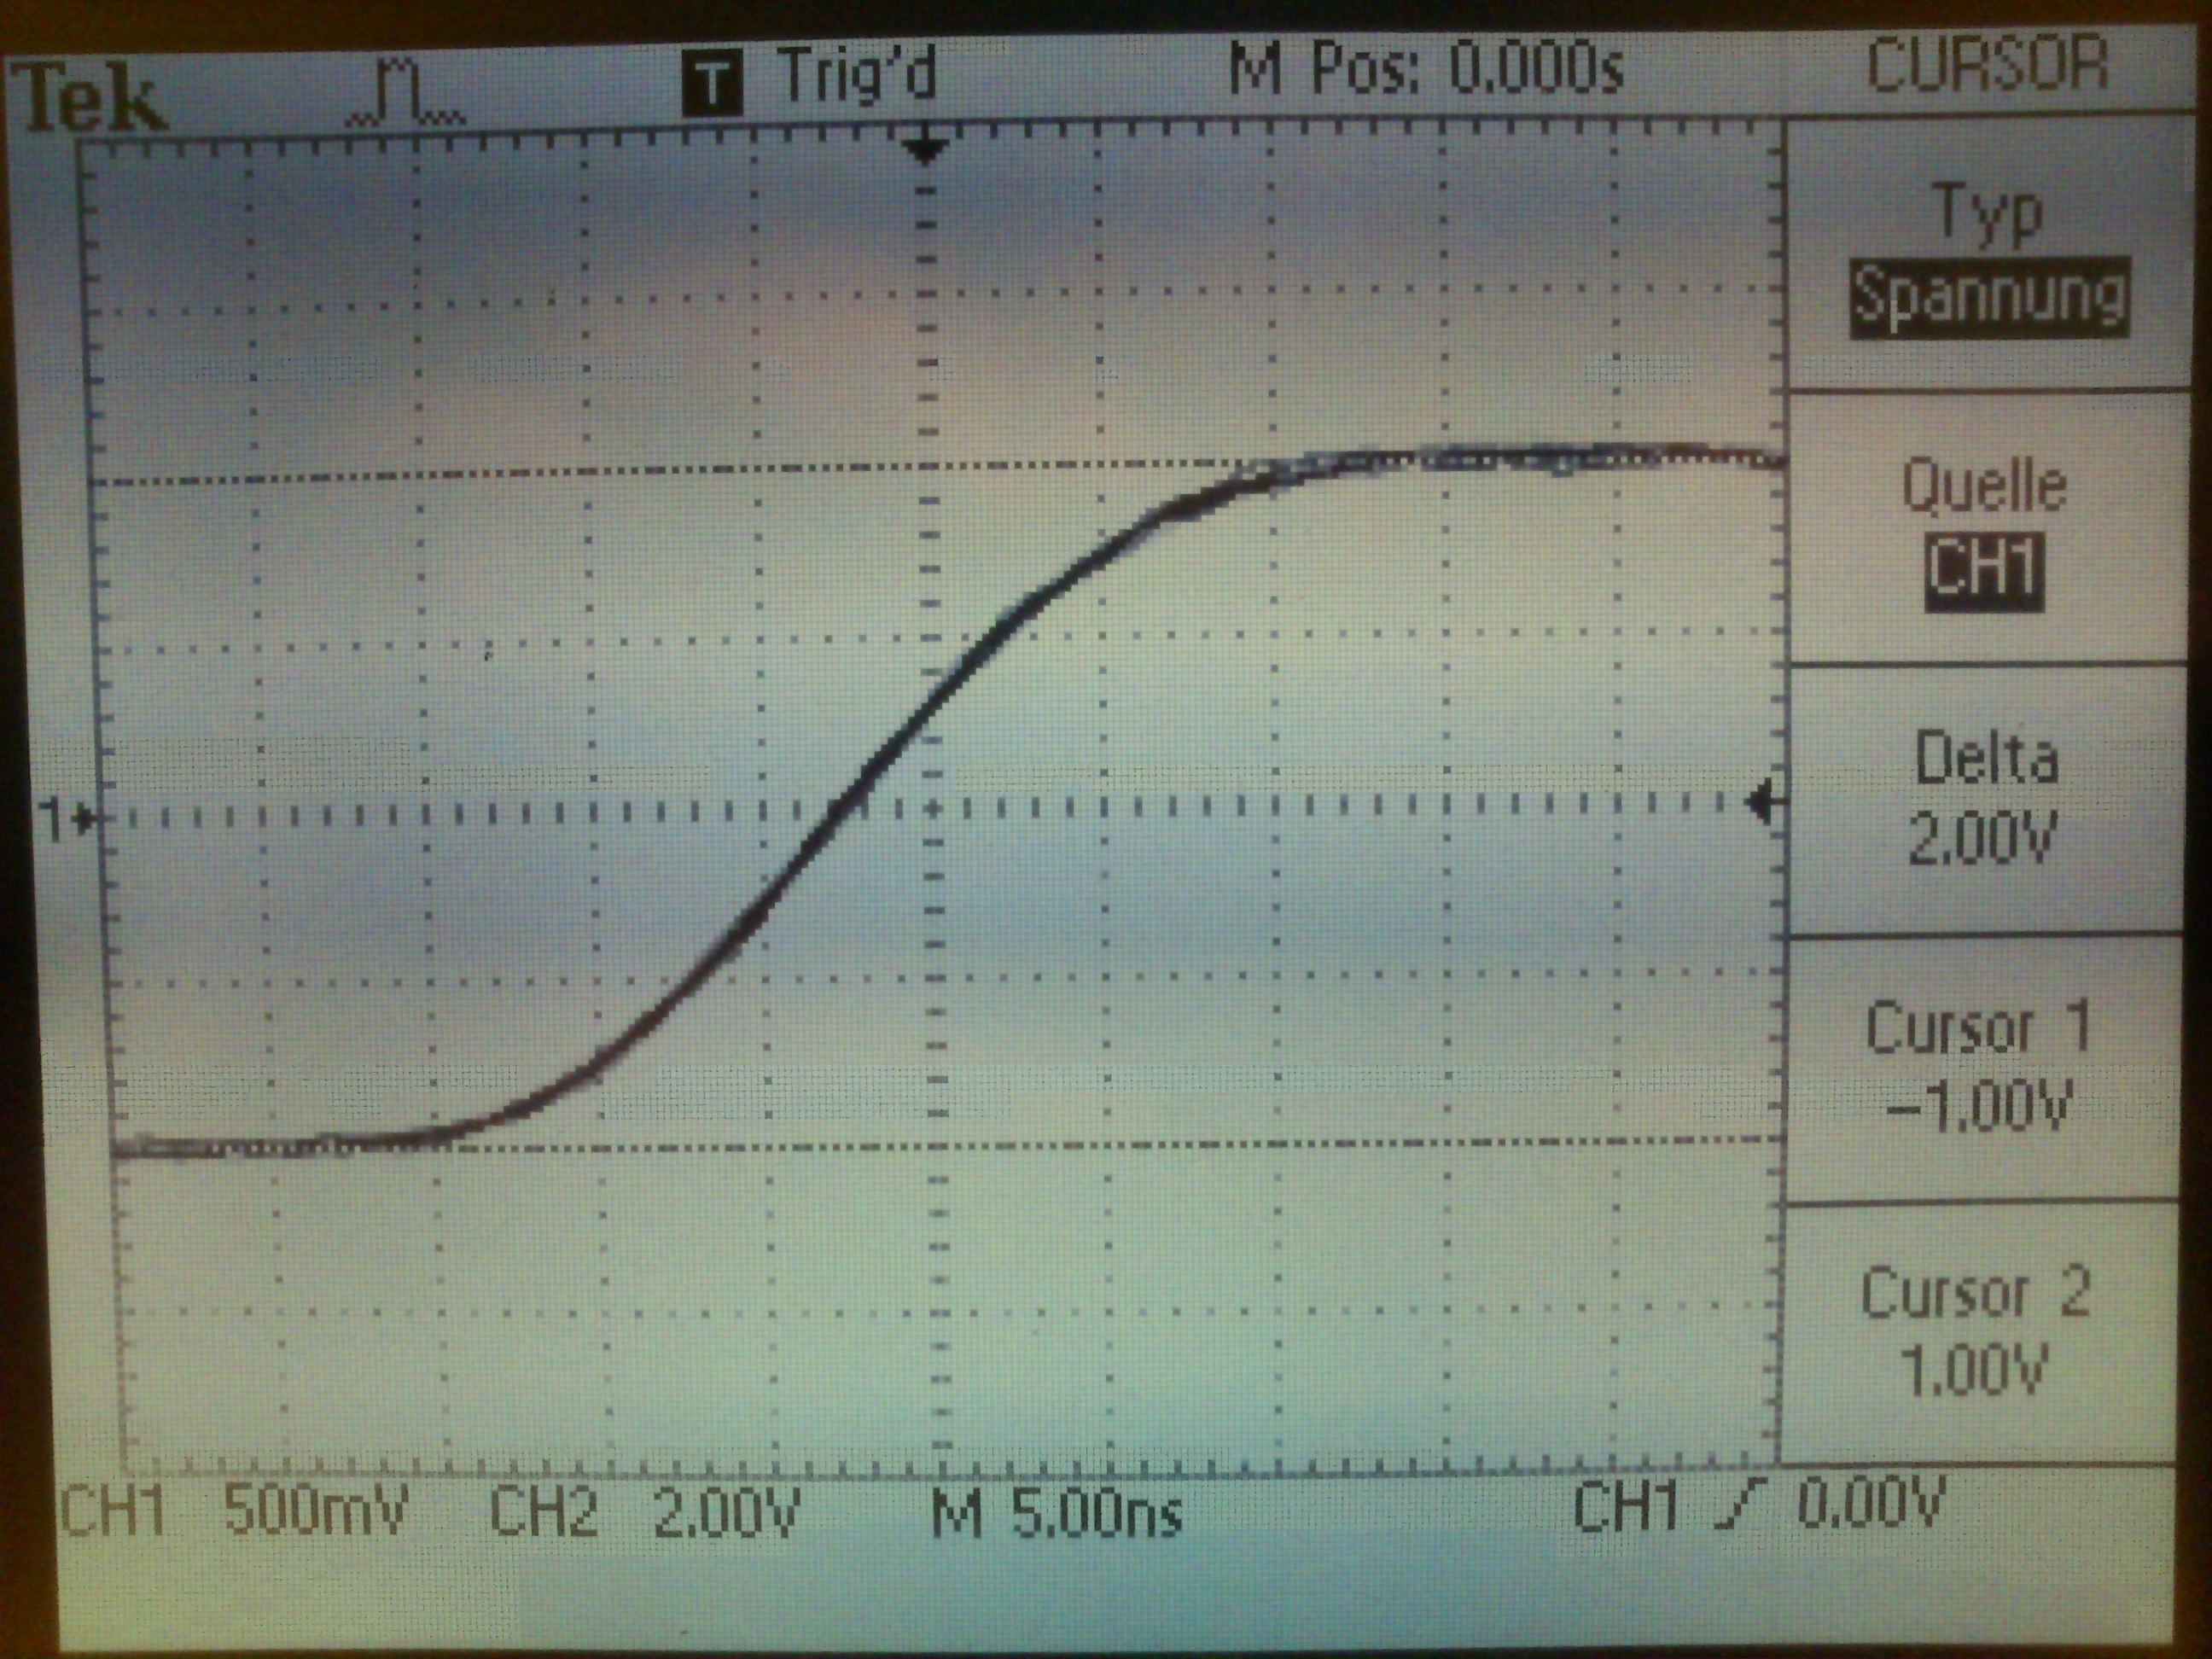 Tek T Trig'd M Pos: 0.000s CURSOR
Typ
Spannung
Quelle
CH1
Delta
2.00V
Cursor 1
-1.00V
Cursor 2
1.00V
1
CH1 500mV CH2 2.00V M 5.00ns CH1 0.00V